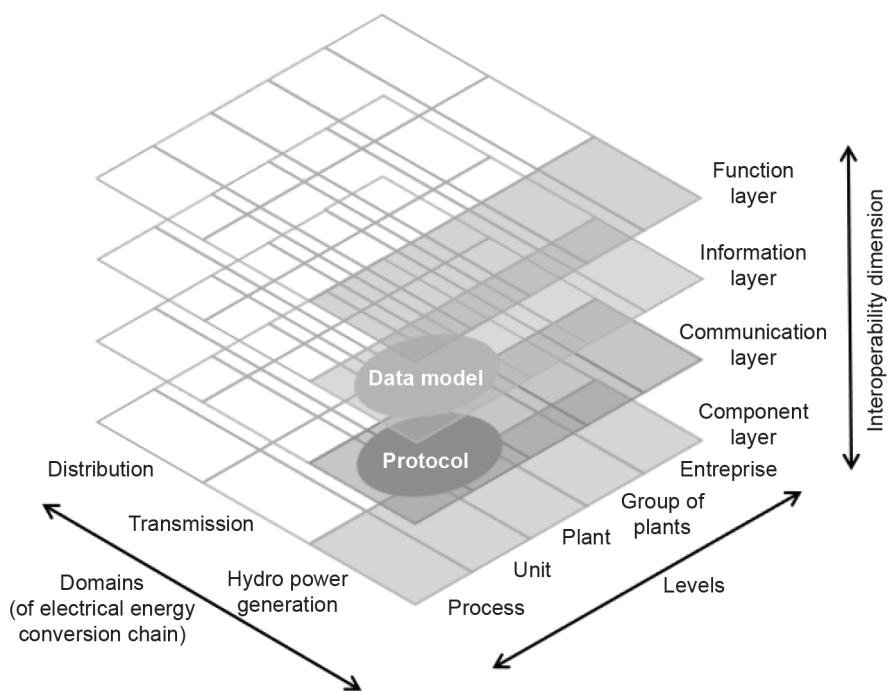 Function
layer
Information
layer
Communication
layer
Component
layer
Interoperability dimension
Data model
Protocol
Distribution
Transmission
Hydro power
generation
Domains
(of electrical energy
conversion chain)
Entreprise
Group of
plants
Plant
Unit
Process
Levels